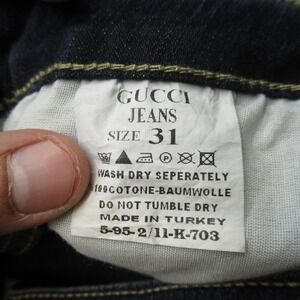 GUCCI
JEANS
SIZE 31
WASH DRY SEPERATELY
%100COTONE-BAUMWOLLE
DO NOT TUMBLE DRY
MADE IN TURKEY
5-95-2/11-K-703